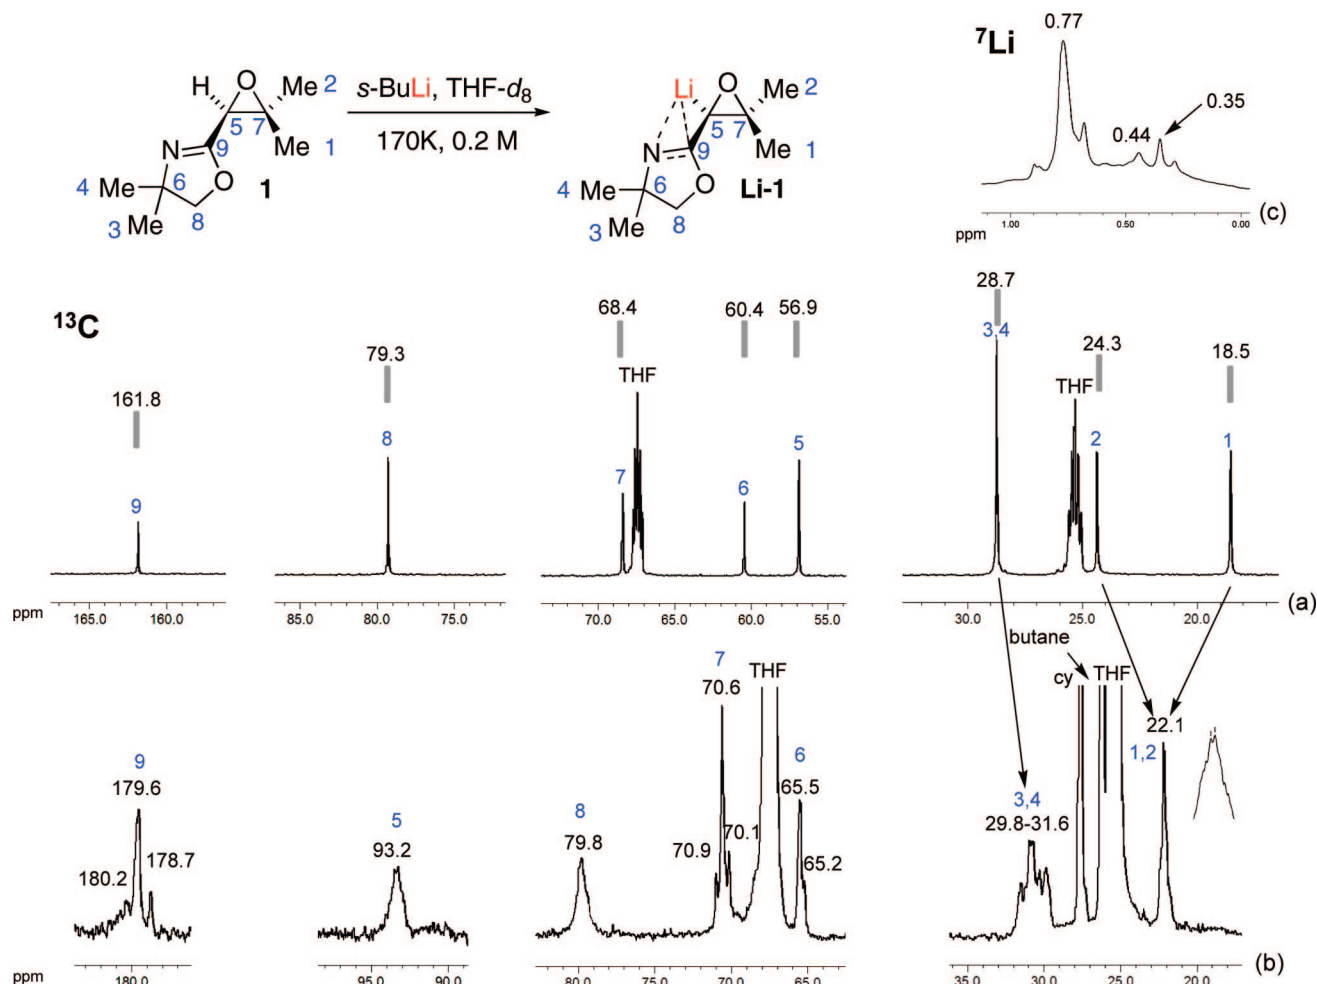 H O Me 2
s-BuLi, THF-d8
170K, 0.2 M
5 7 Me 1
N 9
4 Me 6 O 1
Me 3 8
Li O Me 2
5 7 Me 1
N 9
4 Me 6 O Li-1
Me 3 8
7Li
0.77
0.35
0.44
1.00 0.50 0.00
ppm (c)
13C
161.8 79.3 68.4 60.4 56.9 28.7 24.3 18.5
THF 3,4 THF
9 8 7 6 5 2 1
ppm 165.0 160.0 85.0 80.0 75.0 70.0 65.0 60.0 55.0 30.0 25.0 20.0 (a)
butane
cy THF
9
179.6
180.2 178.7
5
93.2
8
79.8
7
70.6
70.9 70.1
THF
6
65.5
65.2
3,4
29.8-31.6
22.1
1,2
ppm 180.0 95.0 90.0 80.0 75.0 70.0 65.0 35.0 30.0 25.0 20.0 (b)